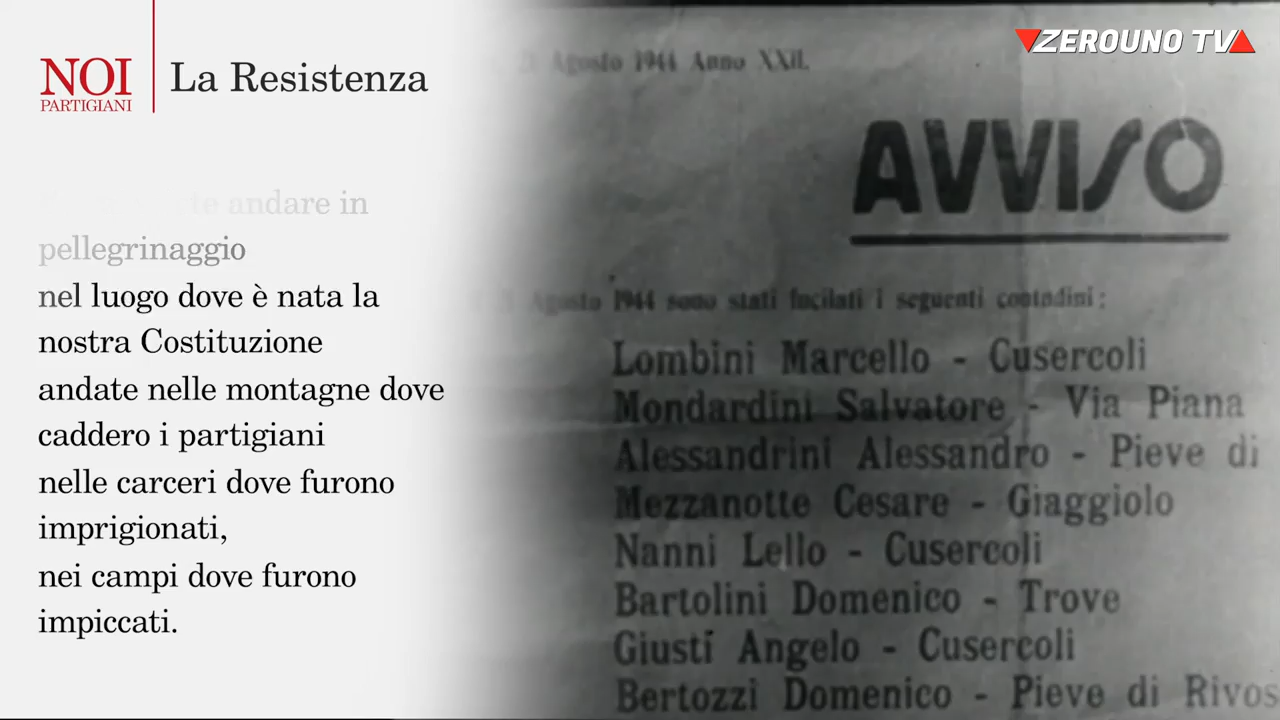 NOI
PARTIGIANI
La Resistenza
ZEROUNO TV
andare in
pellegrinaggio
nel luogo dove è nata la
nostra Costituzione
andate nelle montagne dove
caddero i partigiani
nelle carceri dove furono
imprigionati,
nei campi dove furono
impiccati.
Agosto 1944 Anno XXII.
AVVISO
Agosto 1944 sono stati fucilati i seguenti contadini:
Lombini Marcello - Cusercoli
Mondardini Salvatore - Via Piana
Alessandrini Alessandro - Pieve di
Mezzanotte Cesare - Giaggiolo
Nanni Lello - Cusercoli
Bartolini Domenico - Trove
Giusti Angelo - Cusercoli
Bertozzi Domenico - Pieve di Rivos